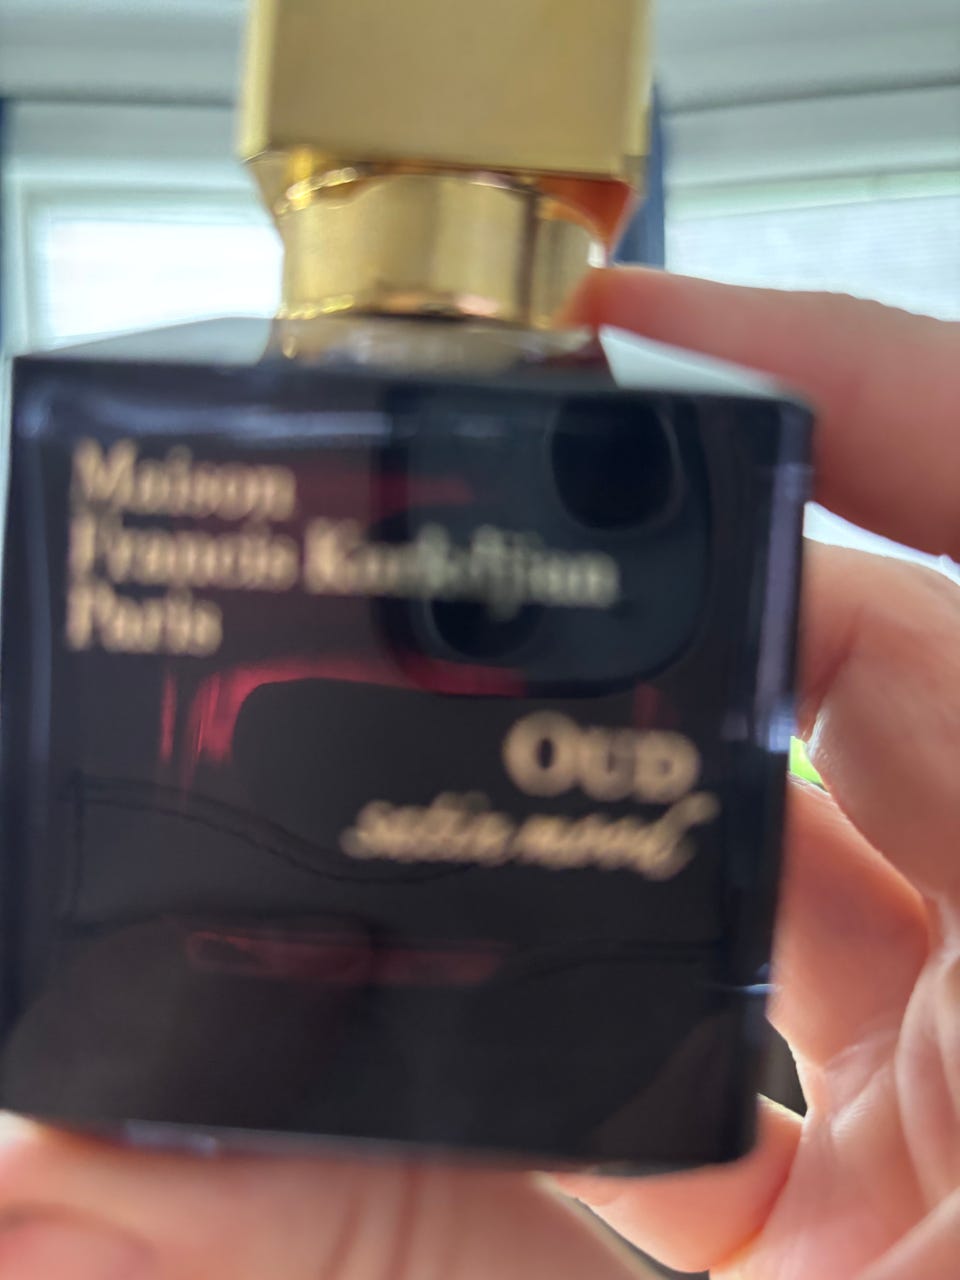 Maison
Francis Kurkdjian
Paris
OUD
satin mood